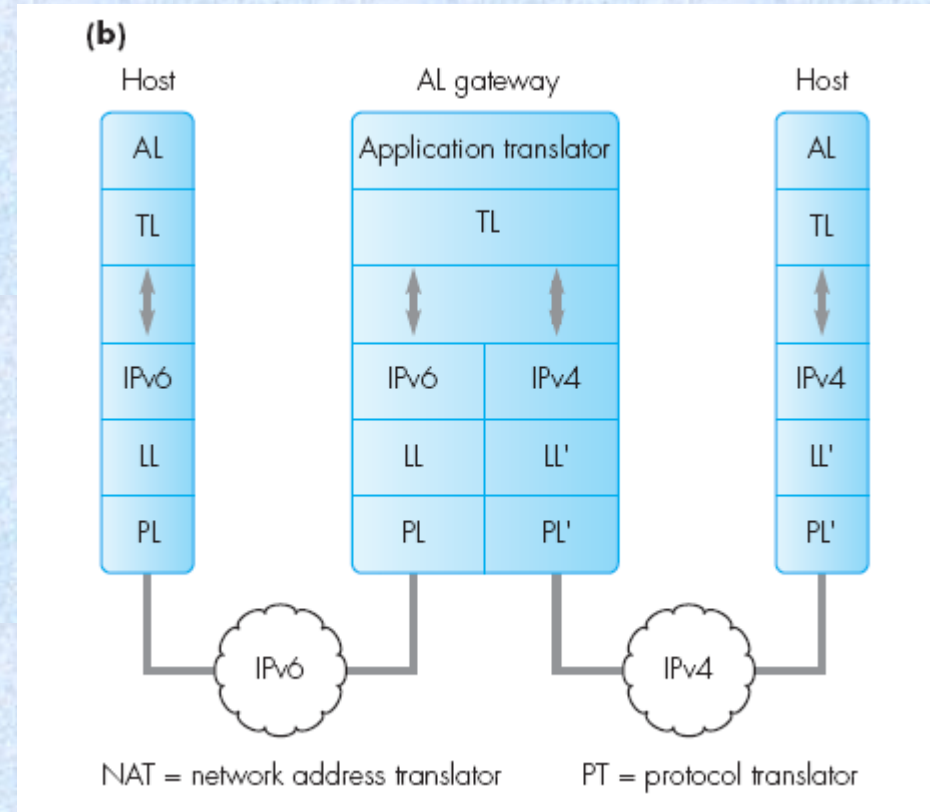 (b)
Host AL gateway Host
AL Application translator AL
TL TL TL
IPv6 IPv6 IPv4 IPv4
LL LL LL' LL'
PL PL PL' PL'
IPv6 IPv4
NAT = network address translator PT = protocol translator